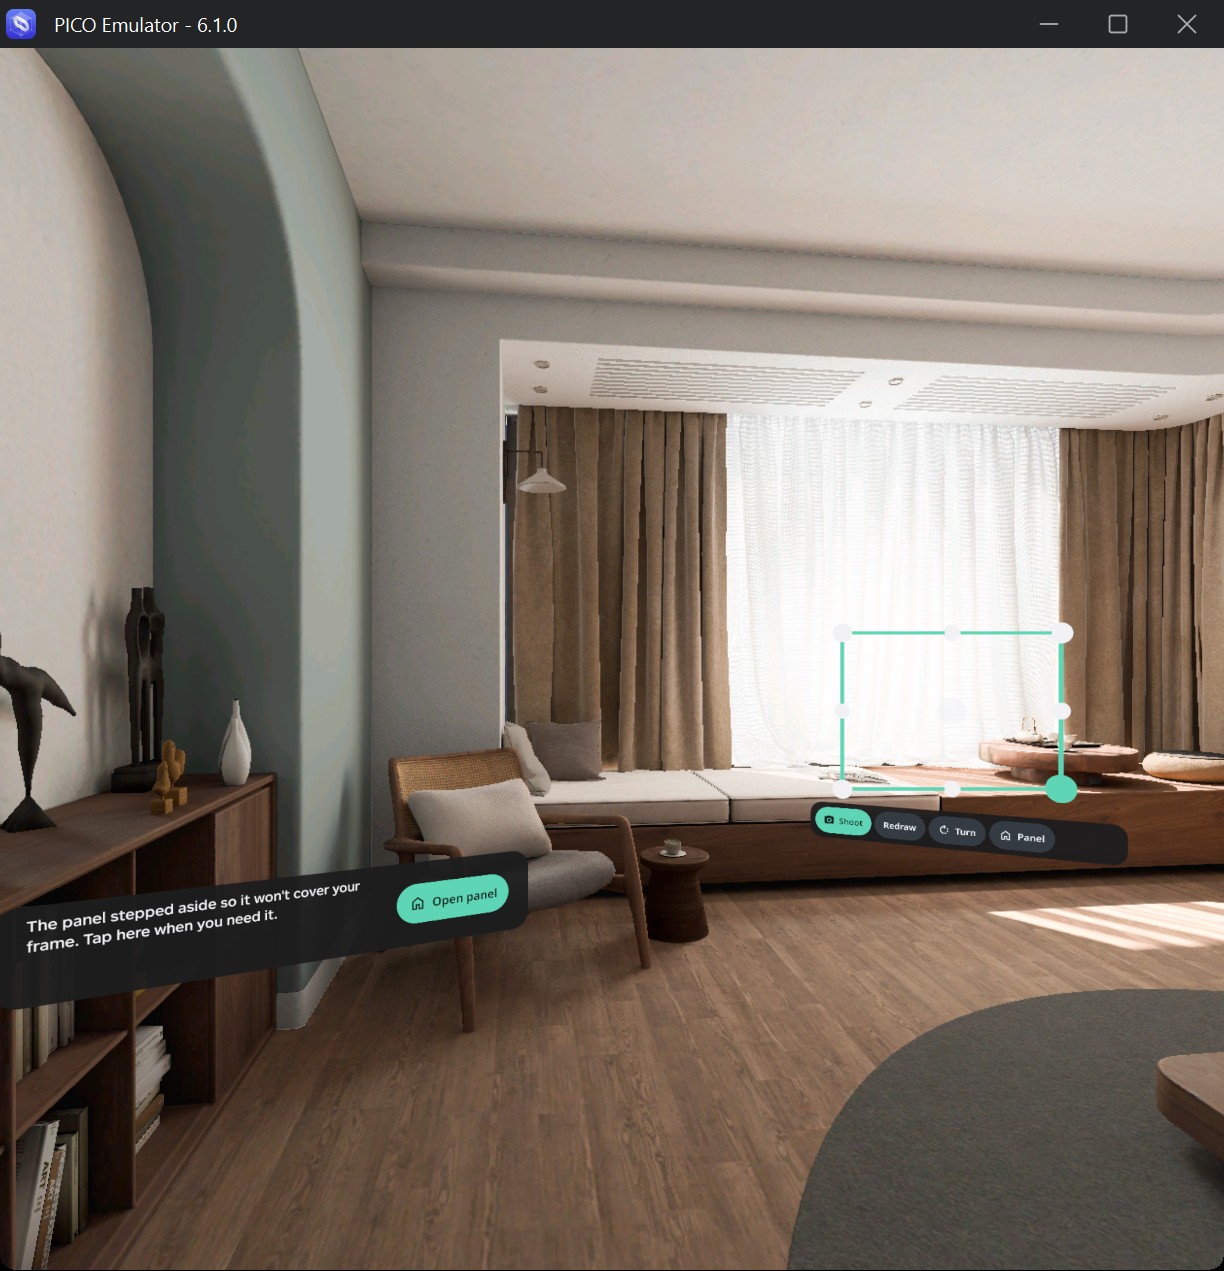 PICO Emulator - 6.1.0
Shoot
Redraw
Turn
Panel
The panel stepped aside so it won't cover your
frame. Tap here when you need it.
Open panel